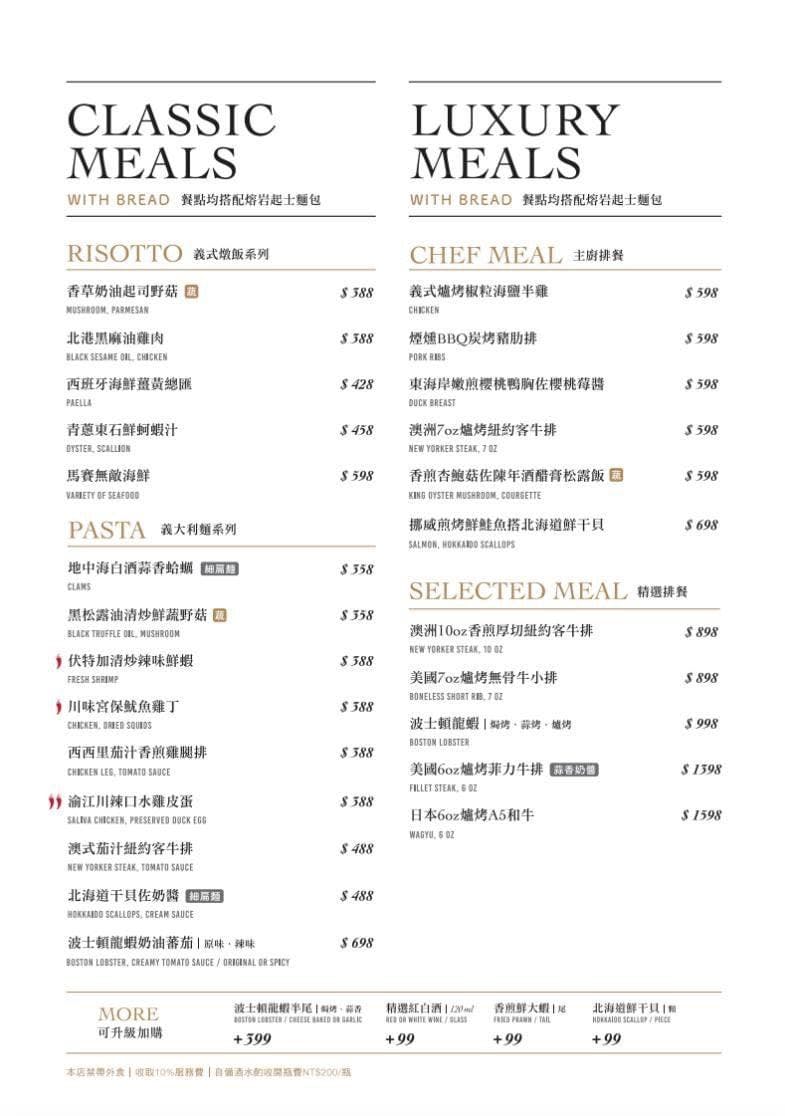 CLASSIC
MEALS
WITH BREAD 餐點均搭配熔岩起士麵包
RISOTTO 義式燉飯系列
香草奶油起司野菇 蔬 $ 388
MUSHROOM, PARMESAN
北港黑麻油雞肉 $ 388
BLACK SESAME OIL, CHICKEN
西班牙海鮮薑黃總匯 $ 428
PAELLA
青蔥東石鮮蚵蝦汁 $ 458
OYSTER, SCALLION
馬賽無敵海鮮 $ 598
VARIETY OF SEAFOOD
PASTA 義大利麵系列
地中海白酒蒜香蛤蠣 細扁麵 $ 358
CLAMS
黑松露油清炒鮮蔬野菇 蔬 $ 358
BLACK TRUFFLE OIL, MUSHROOM
伏特加清炒辣味鮮蝦 $ 388
FRESH SHRIMP
川味宮保魷魚雞丁 $ 388
CHICKEN, DRIED SQUIDS
西西里茄汁香煎雞腿排 $ 388
CHICKEN LEG, TOMATO SAUCE
渝江川辣口水雞皮蛋 $ 388
SALIVA CHICKEN, PRESERVED DUCK EGG
澳式茄汁紐約客牛排 $ 488
NEW YORKER STEAK, TOMATO SAUCE
北海道干貝佐奶醬 細扁麵 $ 488
HOKKAIDO SCALLOPS, CREAM SAUCE
波士頓龍蝦奶油蕃茄 | 原味 · 辣味 $ 698
BOSTON LOBSTER, CREAMY TOMATO SAUCE / ORIGINAL OR SPICY
LUXURY
MEALS
WITH BREAD 餐點均搭配熔岩起士麵包
CHEF MEAL 主廚排餐
義式爐烤椒粒海鹽半雞 $ 598
CHICKEN
煙燻BBQ炭烤豬肋排 $ 598
PORK RIBS
東海岸嫩煎櫻桃鴨胸佐櫻桃莓醬 $ 598
DUCK BREAST
澳洲7oz爐烤紐約客牛排 $ 598
NEW YORKER STEAK, 7 OZ
香煎杏鮑菇佐陳年酒醋膏松露飯 蔬 $ 598
KING OYSTER MUSHROOM, COURGETTE
挪威煎烤鮮鮭魚搭北海道鮮干貝 $ 698
SALMON, HOKKAIDO SCALLOPS
SELECTED MEAL 精選排餐
澳洲10oz香煎厚切紐約客牛排 $ 898
NEW YORKER STEAK, 10 OZ
美國7oz爐烤無骨牛小排 $ 898
BONELESS SHORT RIB, 7 OZ
波士頓龍蝦 | 焗烤 · 蒜烤 · 爐烤 $ 998
BOSTON LOBSTER
美國6oz爐烤菲力牛排 蒜香奶醬 $ 1398
FILLET STEAK, 6 OZ
日本6oz爐烤A5和牛 $ 1598
WAGYU, 6 OZ
MORE
可升級加購
波士頓龍蝦半尾 | 焗烤 · 蒜香
BOSTON LOBSTER / CHEESE BAKED OR GARLIC
+399
精選紅白酒 | 120 ml
RED OR WHITE WINE / GLASS
+99
香煎鮮大蝦 | 尾
FRIED PRAWN / TAIL
+99
北海道鮮干貝 | 顆
HOKKAIDO SCALLOP / PIECE
+99
本店禁帶外食 | 收取10%服務費 | 自備酒水酌收開瓶費NT$200/瓶